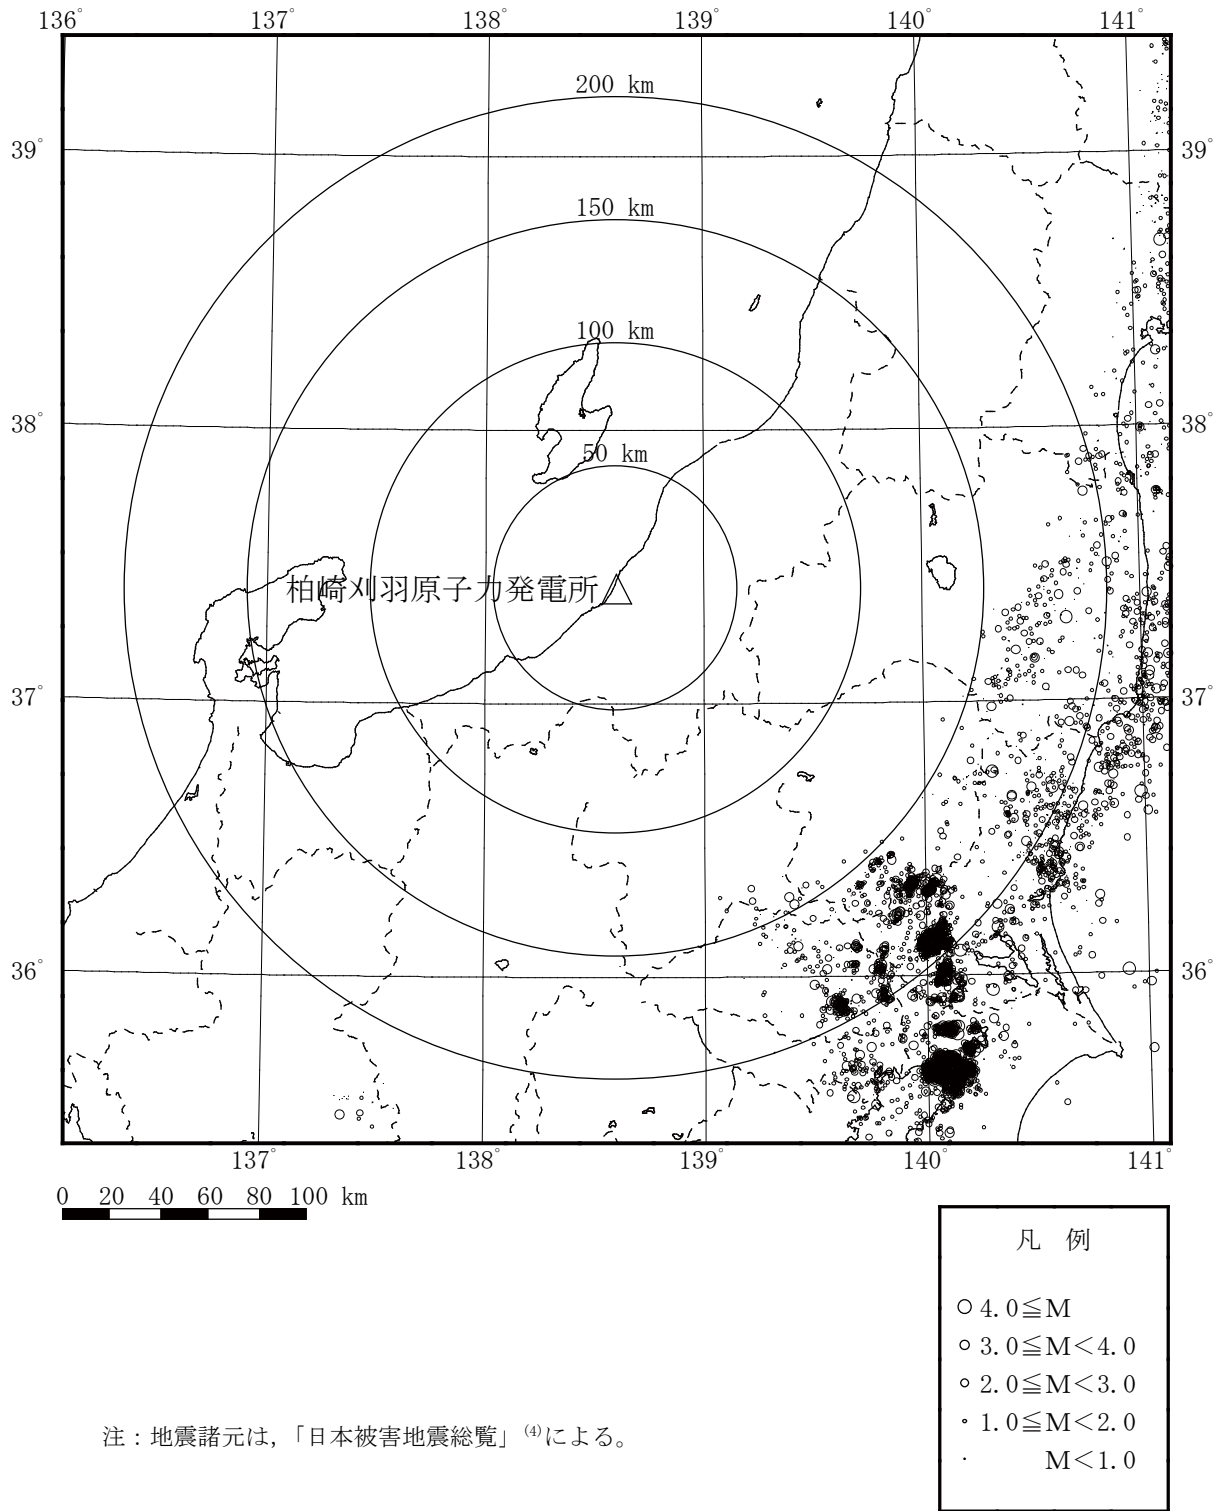 136° 137° 138° 139° 140° 141°
200 km
39° 39°
150 km
100 km
38° 38°
50 km
柏崎刈羽原子力発電所
37° 37°
36° 36°
137° 138° 139° 140° 141°
0 20 40 60 80 100 km
凡 例
4.0≦M
3.0≦M<4.0
2.0≦M<3.0
1.0≦M<2.0
M<1.0
注：地震諸元は，「日本被害地震総覧」(4)による。